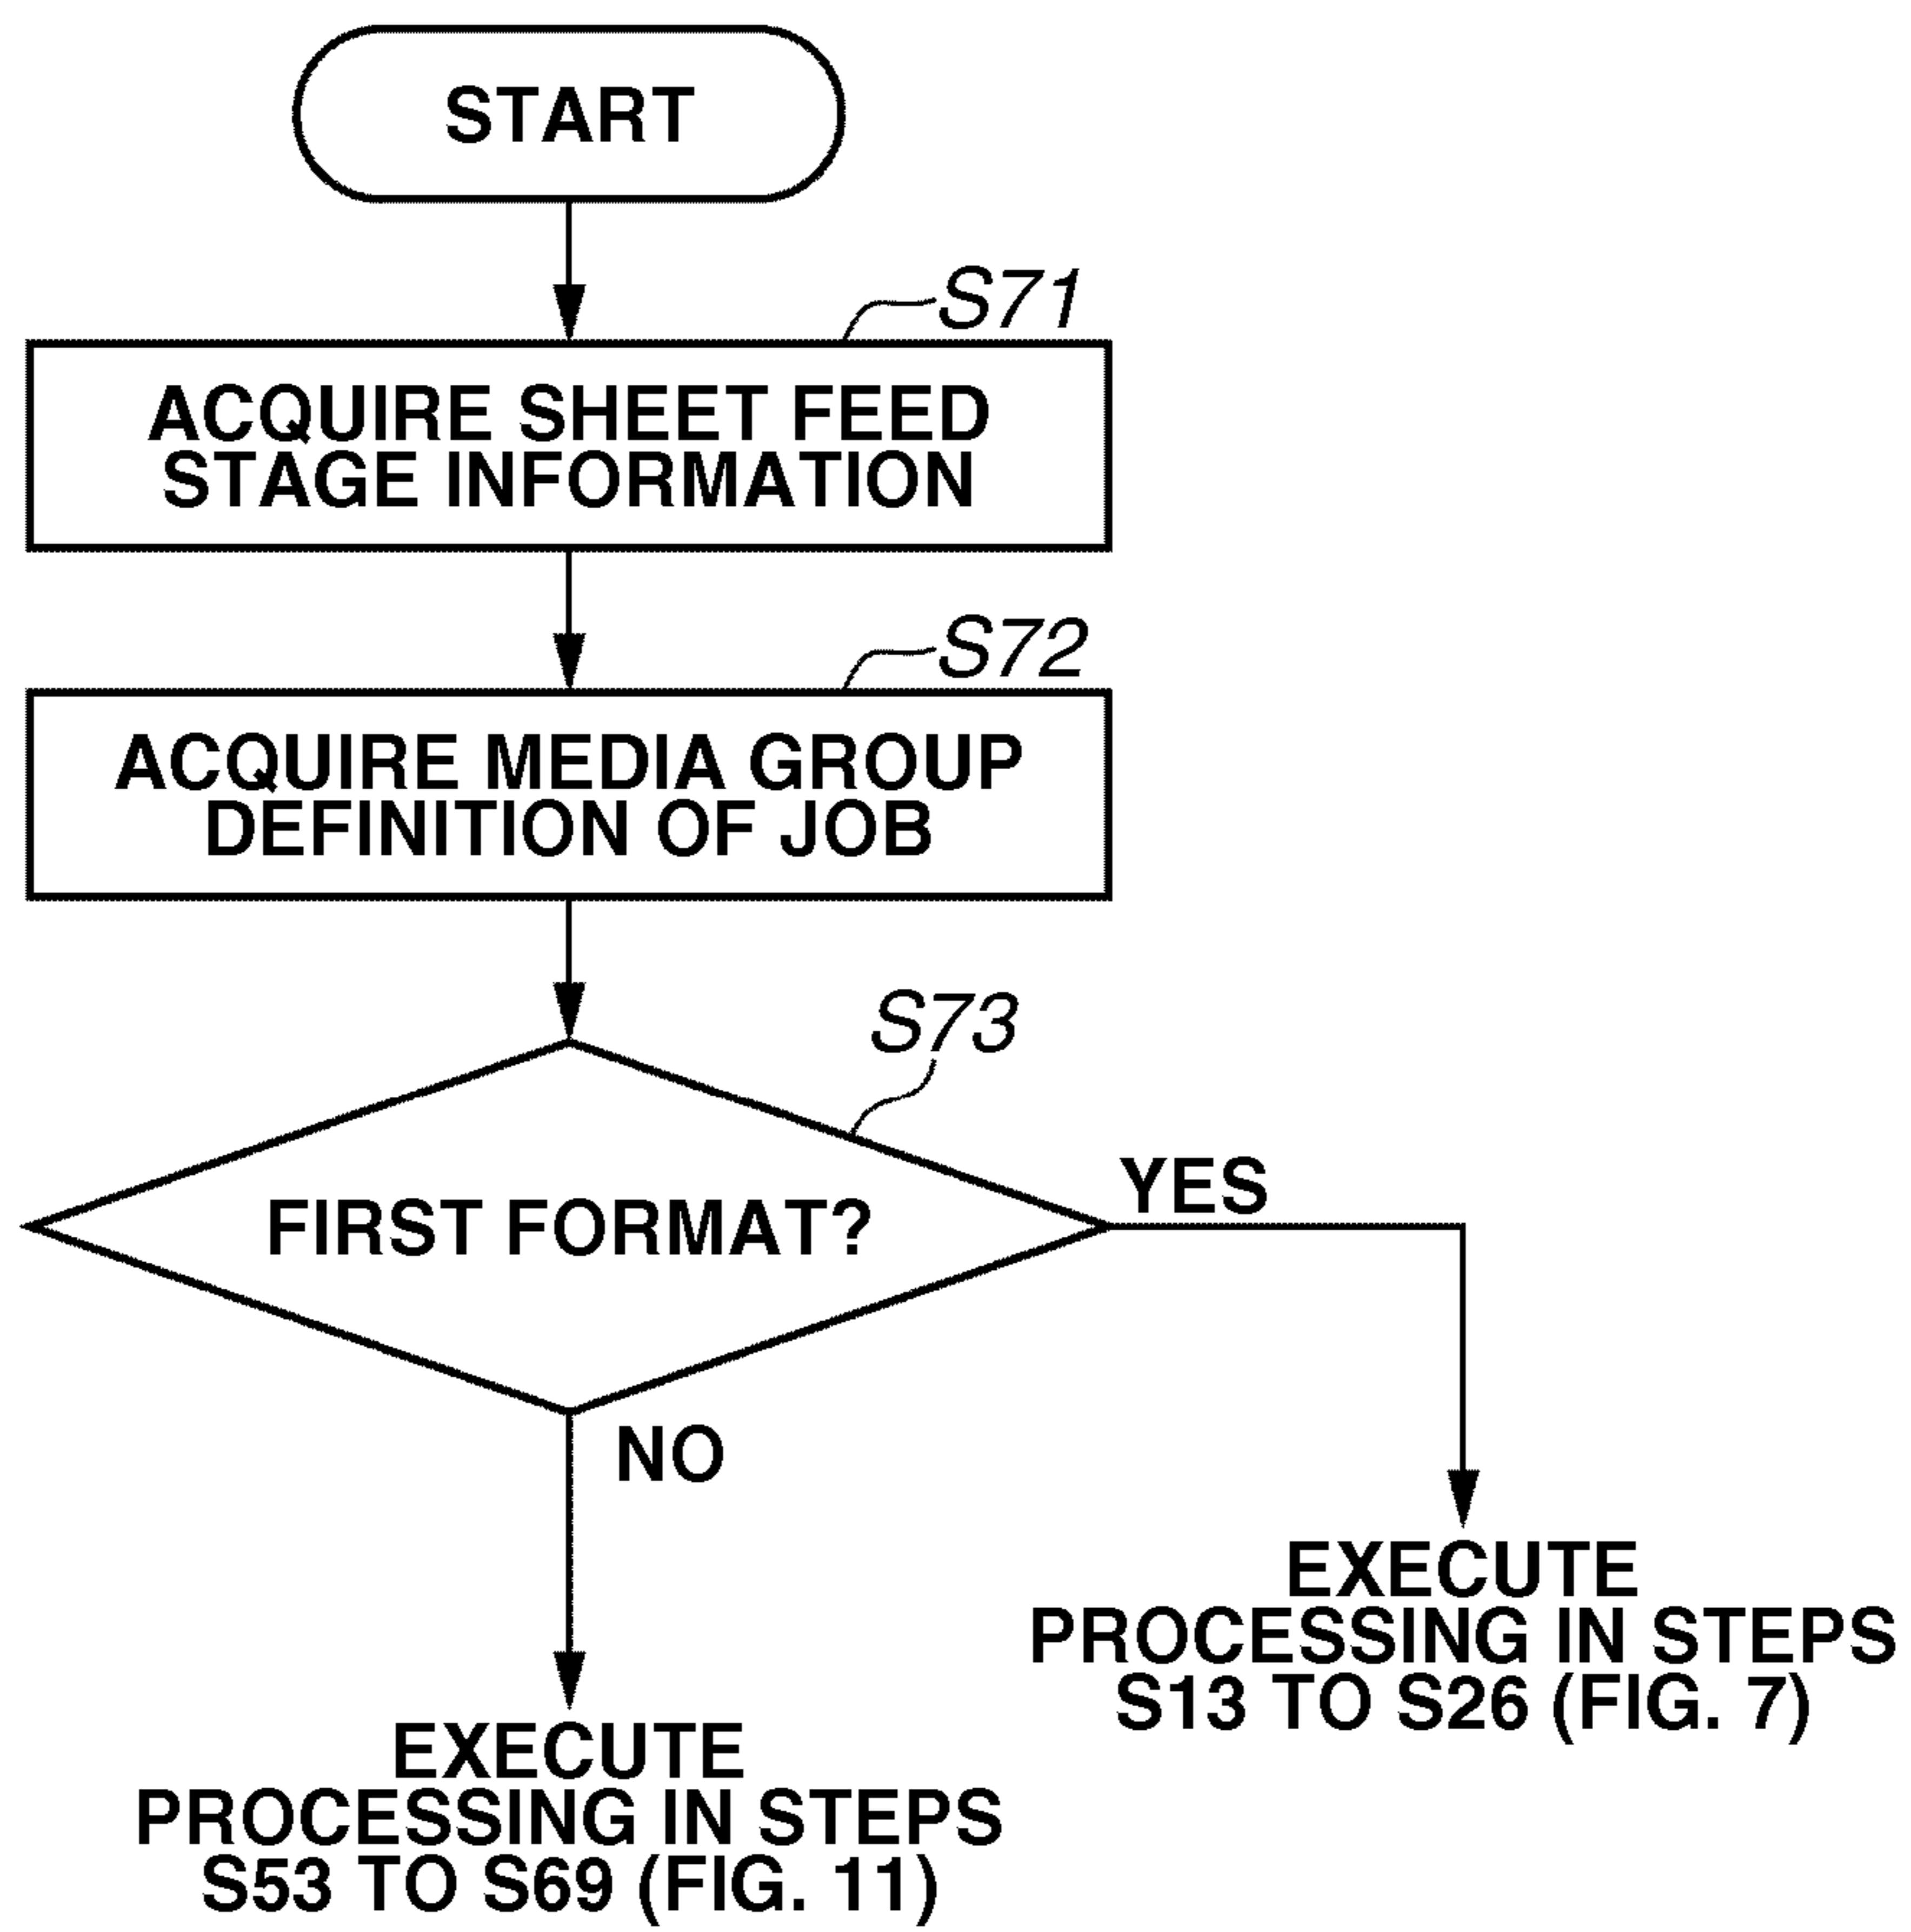 START
S71
ACQUIRE SHEET FEED
STAGE INFORMATION
S72
ACQUIRE MEDIA GROUP
DEFINITION OF JOB
S73
FIRST FORMAT?
YES
NO
EXECUTE
PROCESSING IN STEPS
S13 TO S26 (FIG. 7)
EXECUTE
PROCESSING IN STEPS
S53 TO S69 (FIG. 11)